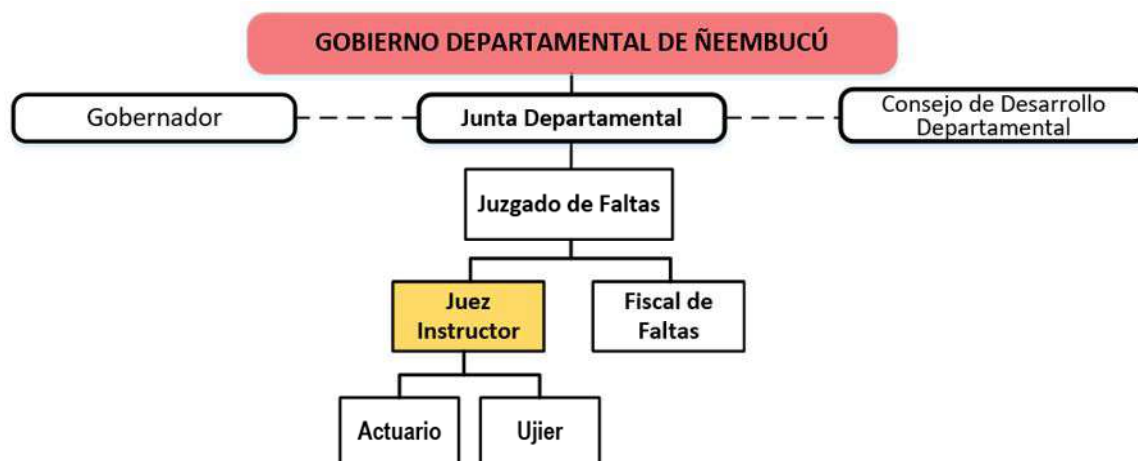 GOBIERNO DEPARTAMENTAL DE ÑEEMBUCÚ
Gobernador
Junta Departamental
Consejo de Desarrollo
Departamental
Juzgado de Faltas
Juez
Instructor
Fiscal de
Faltas
Actuario
Ujier